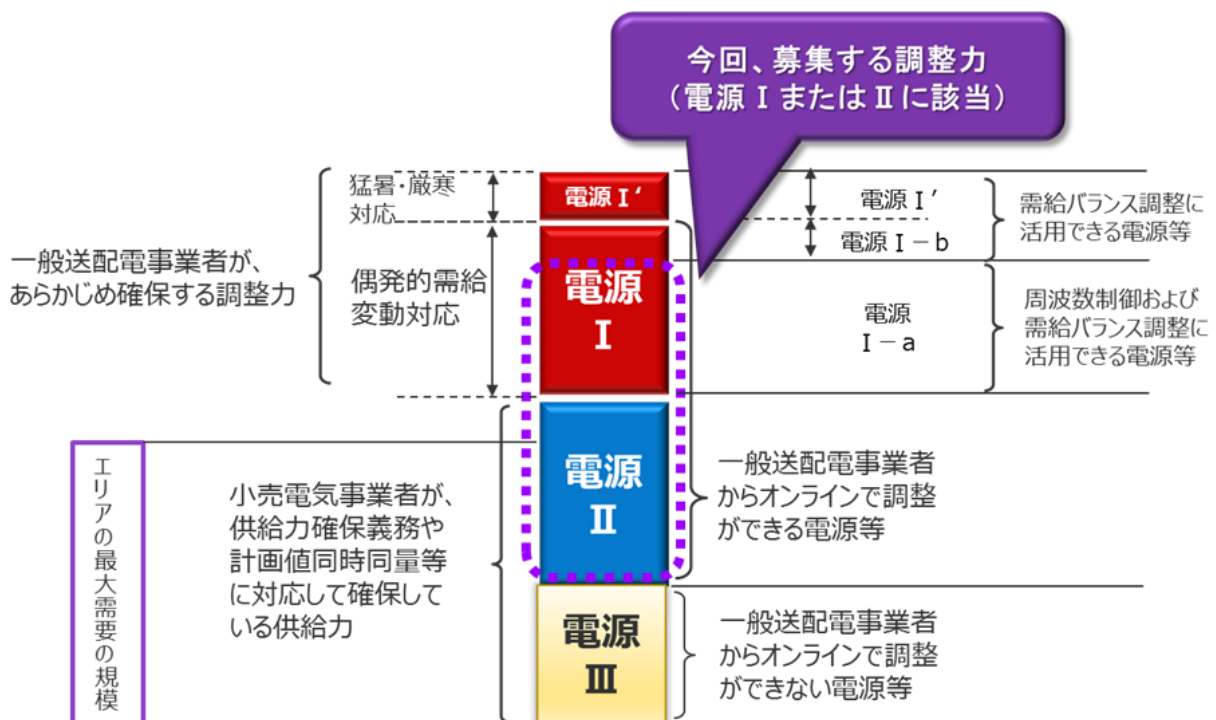 今回、募集する調整力
（電源Ⅰまたは Ⅱに該当）
猛暑・厳寒
対応
電源Ⅰ‘
電源Ⅰ’
電源Ⅰ－b
需給バランス調整に
活用できる電源等
一般送配電事業者が、
あらかじめ確保する調整力
偶発的需給
変動対応
電源
Ⅰ
電源
Ⅰ－a
周波数制御および
需給バランス調整に
活用できる電源等
エリアの最大需要の規模
小売電気事業者が、
供給力確保義務や
計画値同時同量等
に対応して確保して
いる供給力
電源
Ⅱ
一般送配電事業者
からオンラインで調整
ができる電源等
電源
Ⅲ
一般送配電事業者
からオンラインで調整
ができない電源等